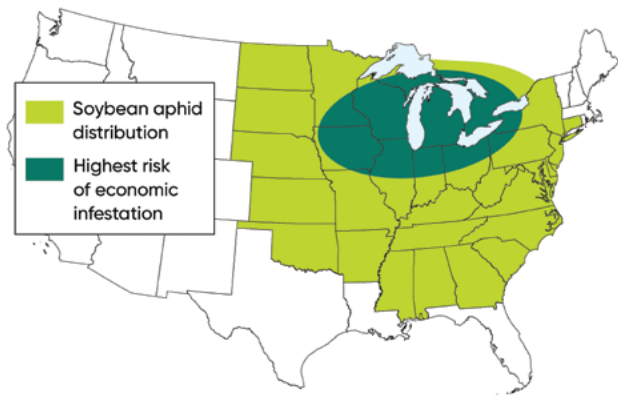 Soybean aphid
distribution
Highest risk
of economic
infestation